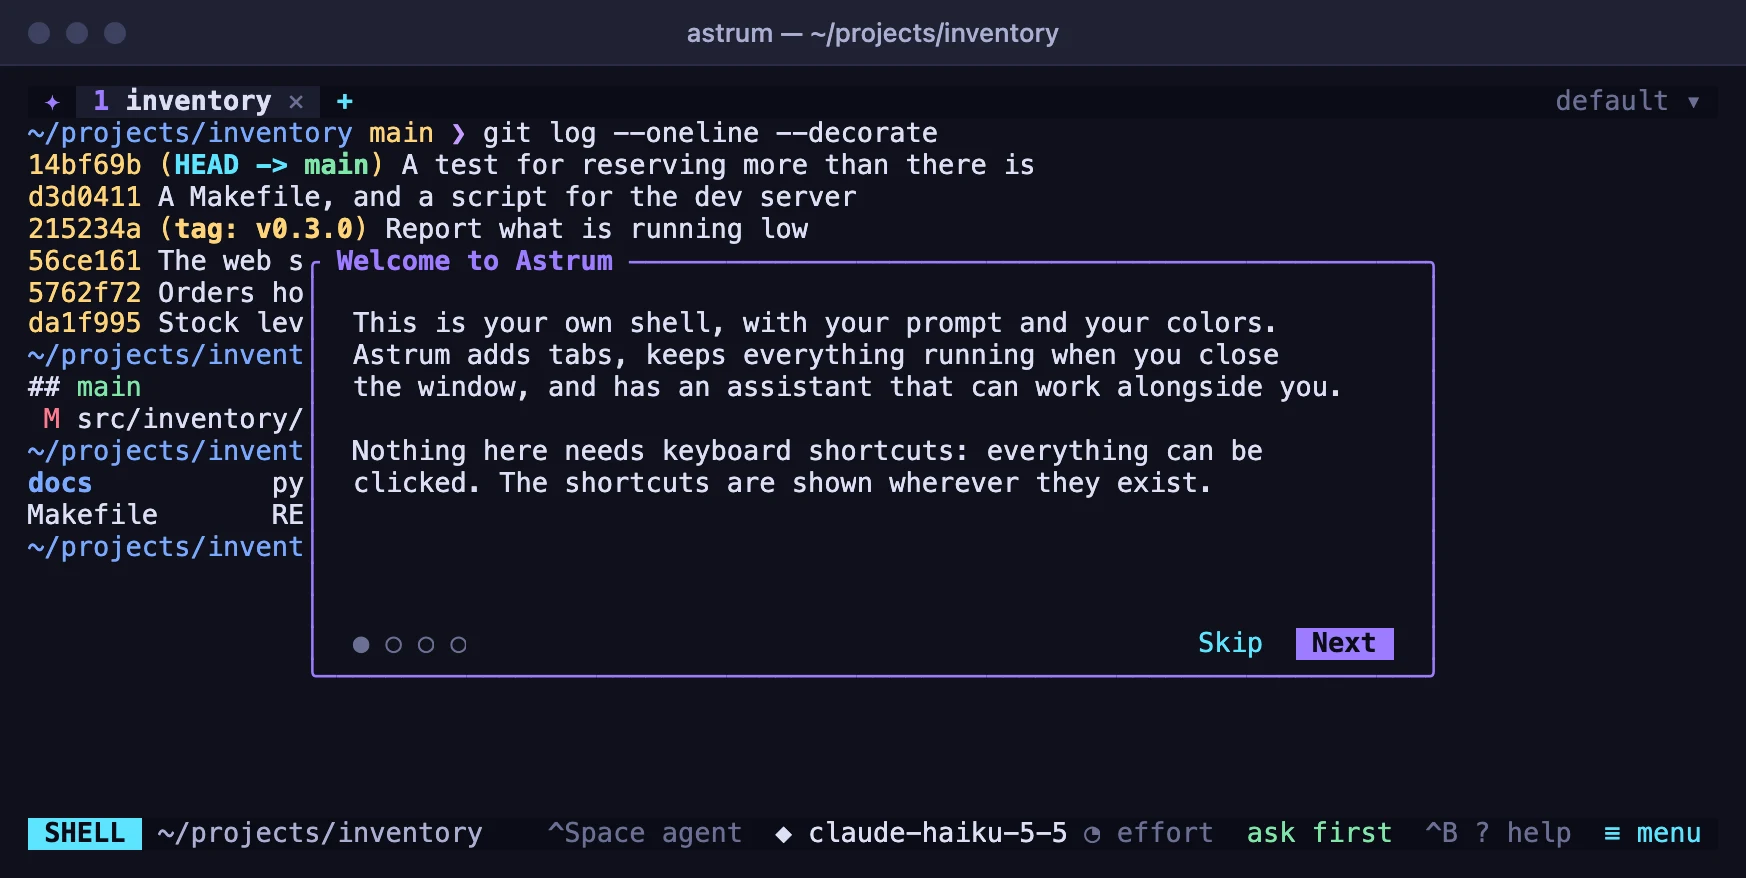 astrum — ~/projects/inventory
✦ 1 inventory × + default ▾
~/projects/inventory main ❯ git log --oneline --decorate
14bf69b (HEAD -> main) A test for reserving more than there is
d3d0411 A Makefile, and a script for the dev server
215234a (tag: v0.3.0) Report what is running low
56ce161 The web s
Welcome to Astrum
5762f72 Orders ho
da1f995 Stock lev
This is your own shell, with your prompt and your colors.
~/projects/invent
Astrum adds tabs, keeps everything running when you close
## main
the window, and has an assistant that can work alongside you.
M src/inventory/
~/projects/invent
Nothing here needs keyboard shortcuts: everything can be
docs py
clicked. The shortcuts are shown wherever they exist.
Makefile RE
~/projects/invent
Skip Next
SHELL ~/projects/inventory ^Space agent ◆ claude-haiku-5-5 ◔ effort ask first ^B ? help ≡ menu